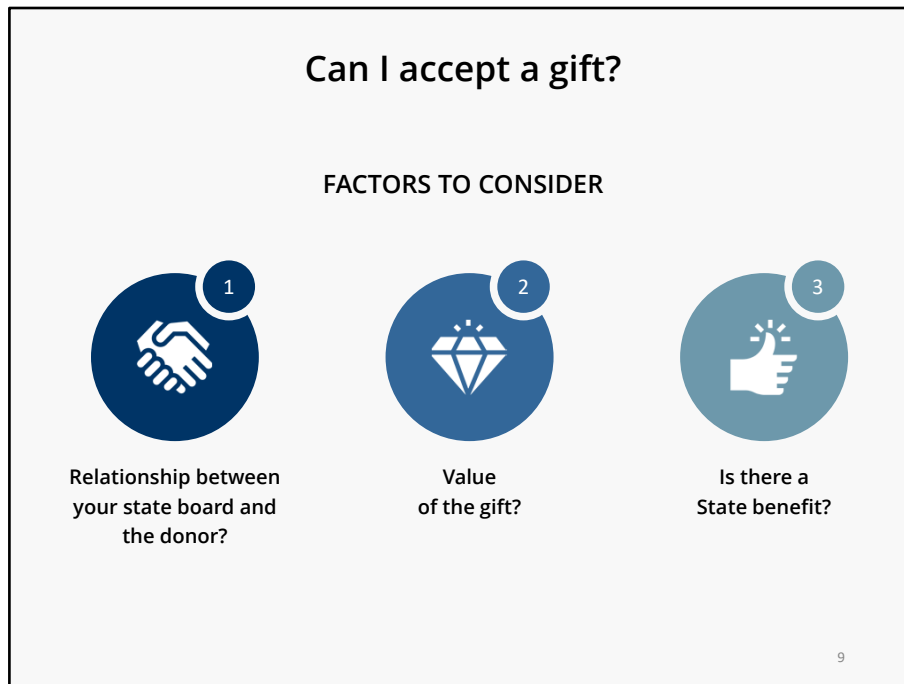 Can I accept a gift?
FACTORS TO CONSIDER
1
2
3
Relationship between
your state board and
the donor?
Value
of the gift?
Is there a
State benefit?
9